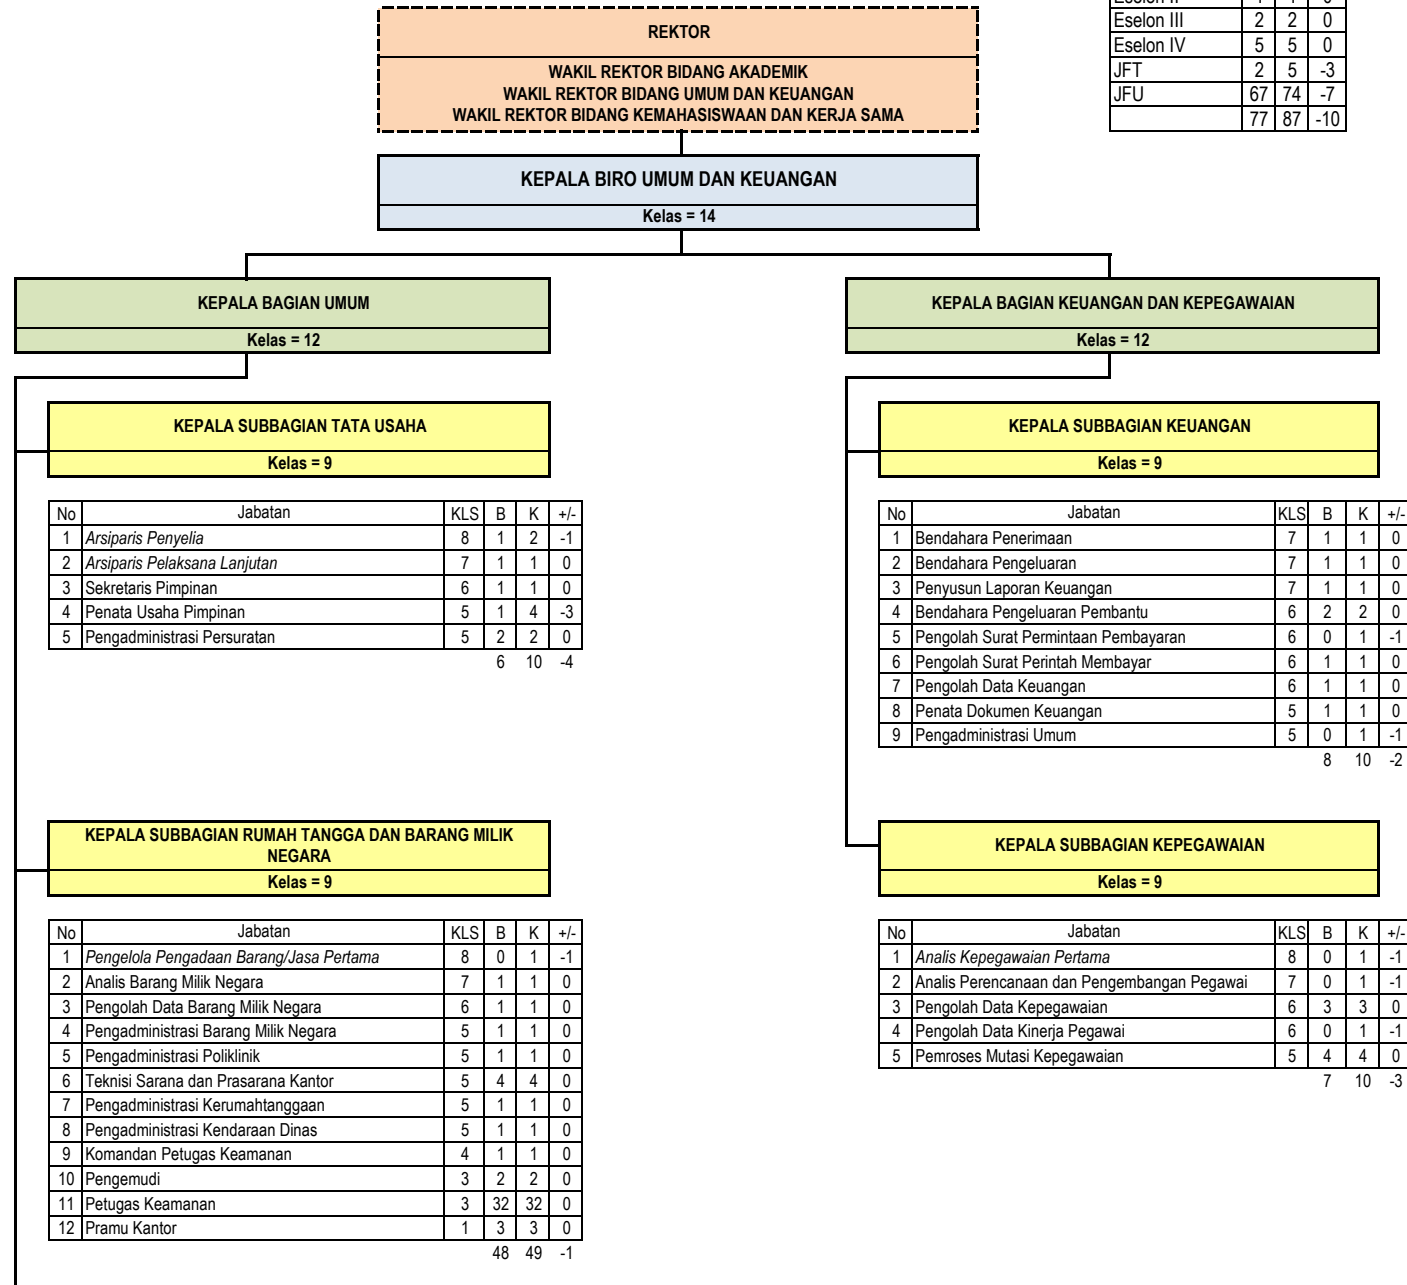 REKTOR
WAKIL REKTOR BIDANG AKADEMIK
WAKIL REKTOR BIDANG UMUM DAN KEUANGAN
WAKIL REKTOR BIDANG KEMAHASISWAAN DAN KERJA SAMA
Eselon III 2 2 0
Eselon IV 5 5 0
JFT 2 5 -3
JFU 67 74 -7
77 87 -10
KEPALA BIRO UMUM DAN KEUANGAN
Kelas = 14
KEPALA BAGIAN UMUM
Kelas = 12
KEPALA SUBBAGIAN TATA USAHA
Kelas = 9
No Jabatan KLS B K +/-
1 Arsiparis Penyelia 8 1 2 -1
2 Arsiparis Pelaksana Lanjutan 7 1 1 0
3 Sekretaris Pimpinan 6 1 1 0
4 Penata Usaha Pimpinan 5 1 4 -3
5 Pengadministrasi Persuratan 5 2 2 0
6 10 -4
KEPALA SUBBAGIAN RUMAH TANGGA DAN BARANG MILIK
NEGARA
Kelas = 9
No Jabatan KLS B K +/-
1 Pengelola Pengadaan Barang/Jasa Pertama 8 0 1 -1
2 Analis Barang Milik Negara 7 1 1 0
3 Pengolah Data Barang Milik Negara 6 1 1 0
4 Pengadministrasi Barang Milik Negara 5 1 1 0
5 Pengadministrasi Poliklinik 5 1 1 0
6 Teknisi Sarana dan Prasarana Kantor 5 4 4 0
7 Pengadministrasi Kerumahtanggaan 5 1 1 0
8 Pengadministrasi Kendaraan Dinas 5 1 1 0
9 Komandan Petugas Keamanan 4 1 1 0
10 Pengemudi 3 2 2 0
11 Petugas Keamanan 3 32 32 0
12 Pramu Kantor 1 3 3 0
48 49 -1
KEPALA BAGIAN KEUANGAN DAN KEPEGAWAIAN
Kelas = 12
KEPALA SUBBAGIAN KEUANGAN
Kelas = 9
No Jabatan KLS B K +/-
1 Bendahara Penerimaan 7 1 1 0
2 Bendahara Pengeluaran 7 1 1 0
3 Penyusun Laporan Keuangan 7 1 1 0
4 Bendahara Pengeluaran Pembantu 6 2 2 0
5 Pengolah Surat Permintaan Pembayaran 6 0 1 -1
6 Pengolah Surat Perintah Membayar 6 1 1 0
7 Pengolah Data Keuangan 6 1 1 0
8 Penata Dokumen Keuangan 5 1 1 0
9 Pengadministrasi Umum 5 0 1 -1
8 10 -2
KEPALA SUBBAGIAN KEPEGAWAIAN
Kelas = 9
No Jabatan KLS B K +/-
1 Analis Kepegawaian Pertama 8 0 1 -1
2 Analis Perencanaan dan Pengembangan Pegawai 7 0 1 -1
3 Pengolah Data Kepegawaian 6 3 3 0
4 Pengolah Data Kinerja Pegawai 6 0 1 -1
5 Pemroses Mutasi Kepegawaian 5 4 4 0
7 10 -3